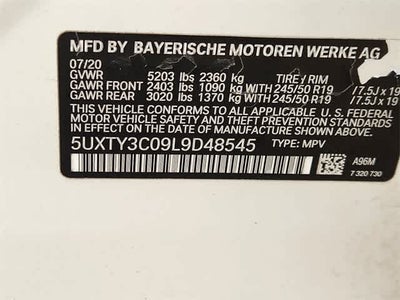 MFD BY BAYERISCHE MOTOREN WERKE AG
07/20
GVWR 5203 lbs 2360 kg TIRE / RIM
GAWR FRONT 2403 lbs 1090 kg WITH 245/50 R19 /7.5J x 19
GAWR REAR 3020 lbs 1370 kg WITH 245/50 R19 /7.5J x 19
THIS VEHICLE CONFORMS TO ALL APPLICABLE U.S. FEDERAL
MOTOR VEHICLE SAFETY, BUMPER, AND THEFT PREVENTION
STANDARDS IN EFFECT ON THE DATE OF MANUFACTURE SHOWN ABOVE.
5UXTY3C09L9D48545 TYPE: MPV
A96M
7 320 730